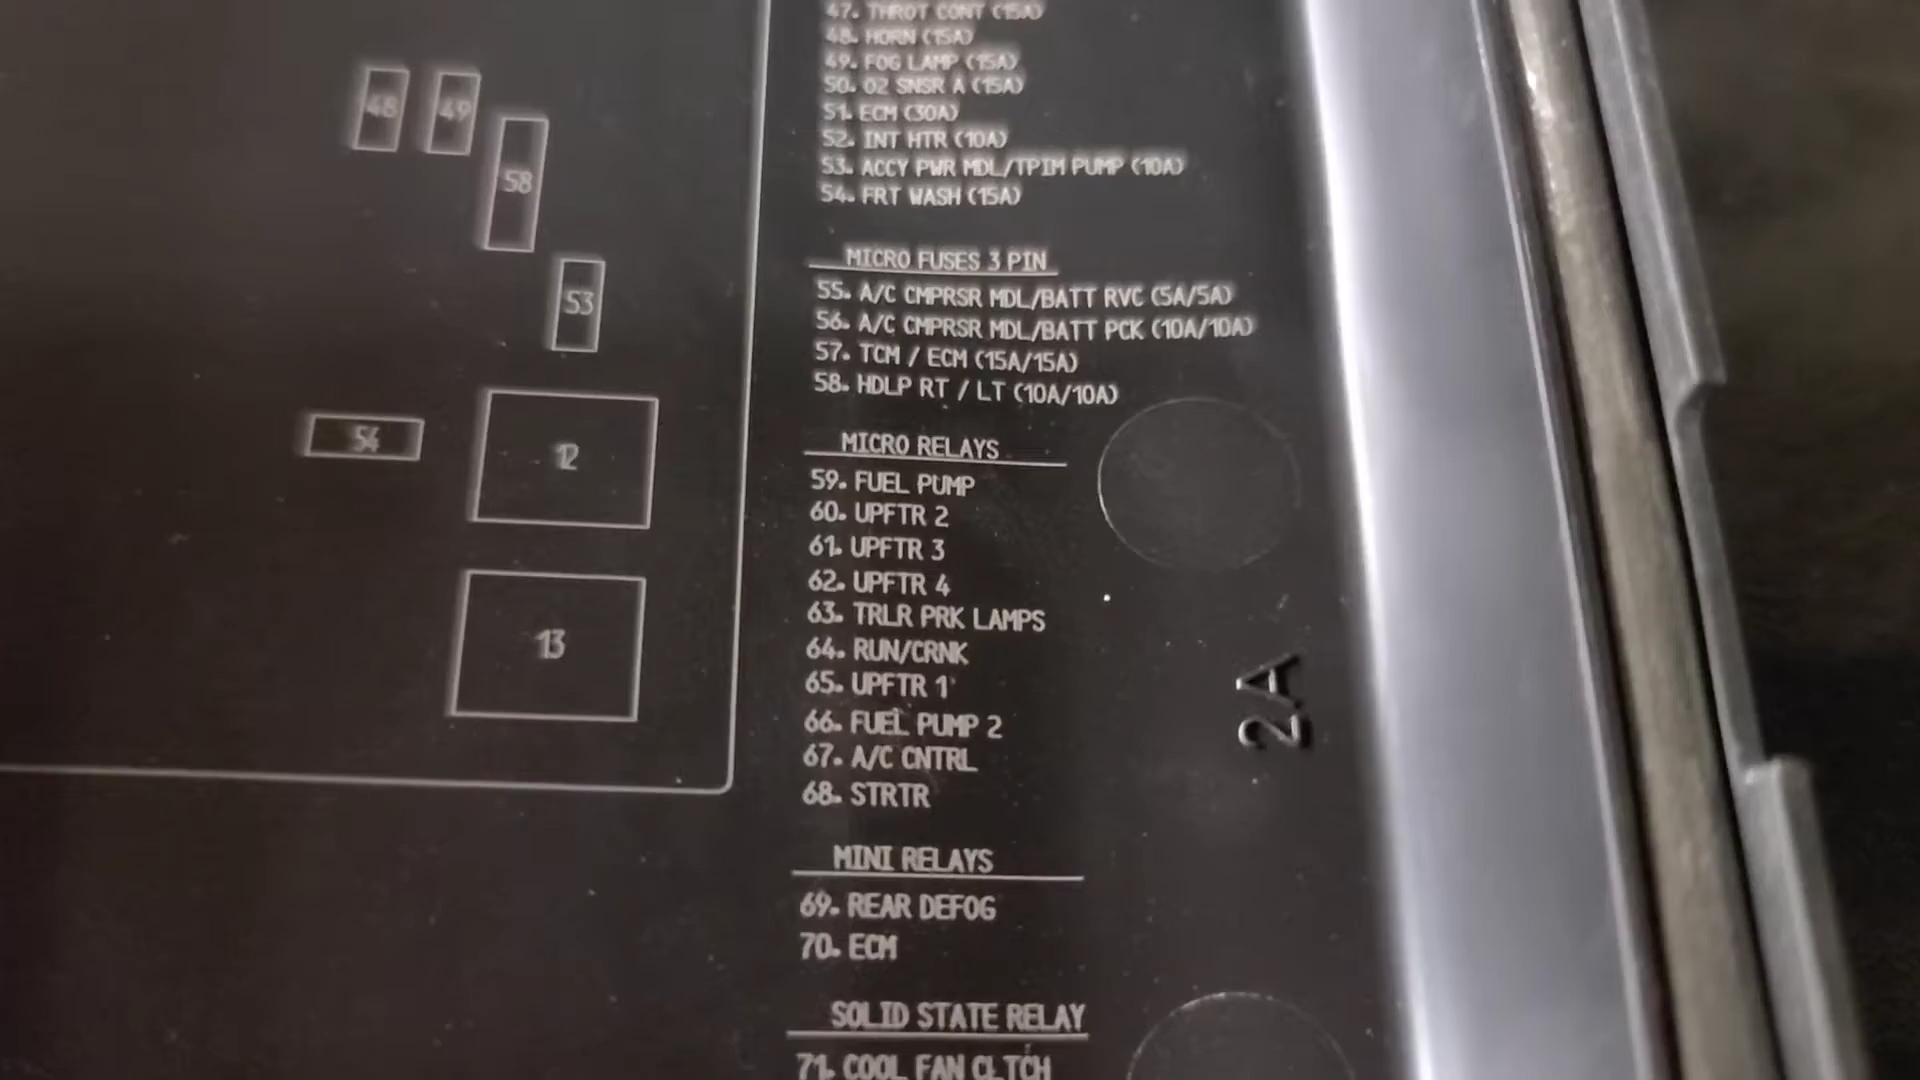 48
49
58
53
54
12
13
47. THROT CONT (15A)
48. HORN (15A)
49. FOG LAMP (15A)
50. O2 SNSR A (15A)
51. ECM (30A)
52. INT HTR (10A)
53. ACCY PWR MDL/TPIM PUMP (10A)
54. FRT WASH (15A)
MICRO FUSES 3 PIN
55. A/C CMPRSR MDL/BATT RVC (5A/5A)
56. A/C CMPRSR MDL/BATT PCK (10A/10A)
57. TCM / ECM (15A/15A)
58. HDLP RT / LT (10A/10A)
MICRO RELAYS
59. FUEL PUMP
60. UPFTR 2
61. UPFTR 3
62. UPFTR 4
63. TRLR PRK LAMPS
64. RUN/CRNK
65. UPFTR 1
66. FUEL PUMP 2
67. A/C CNTRL
68. STRTR
MINI RELAYS
69. REAR DEFOG
70. ECM
SOLID STATE RELAY
71. COOL FAN CLTCH
2A